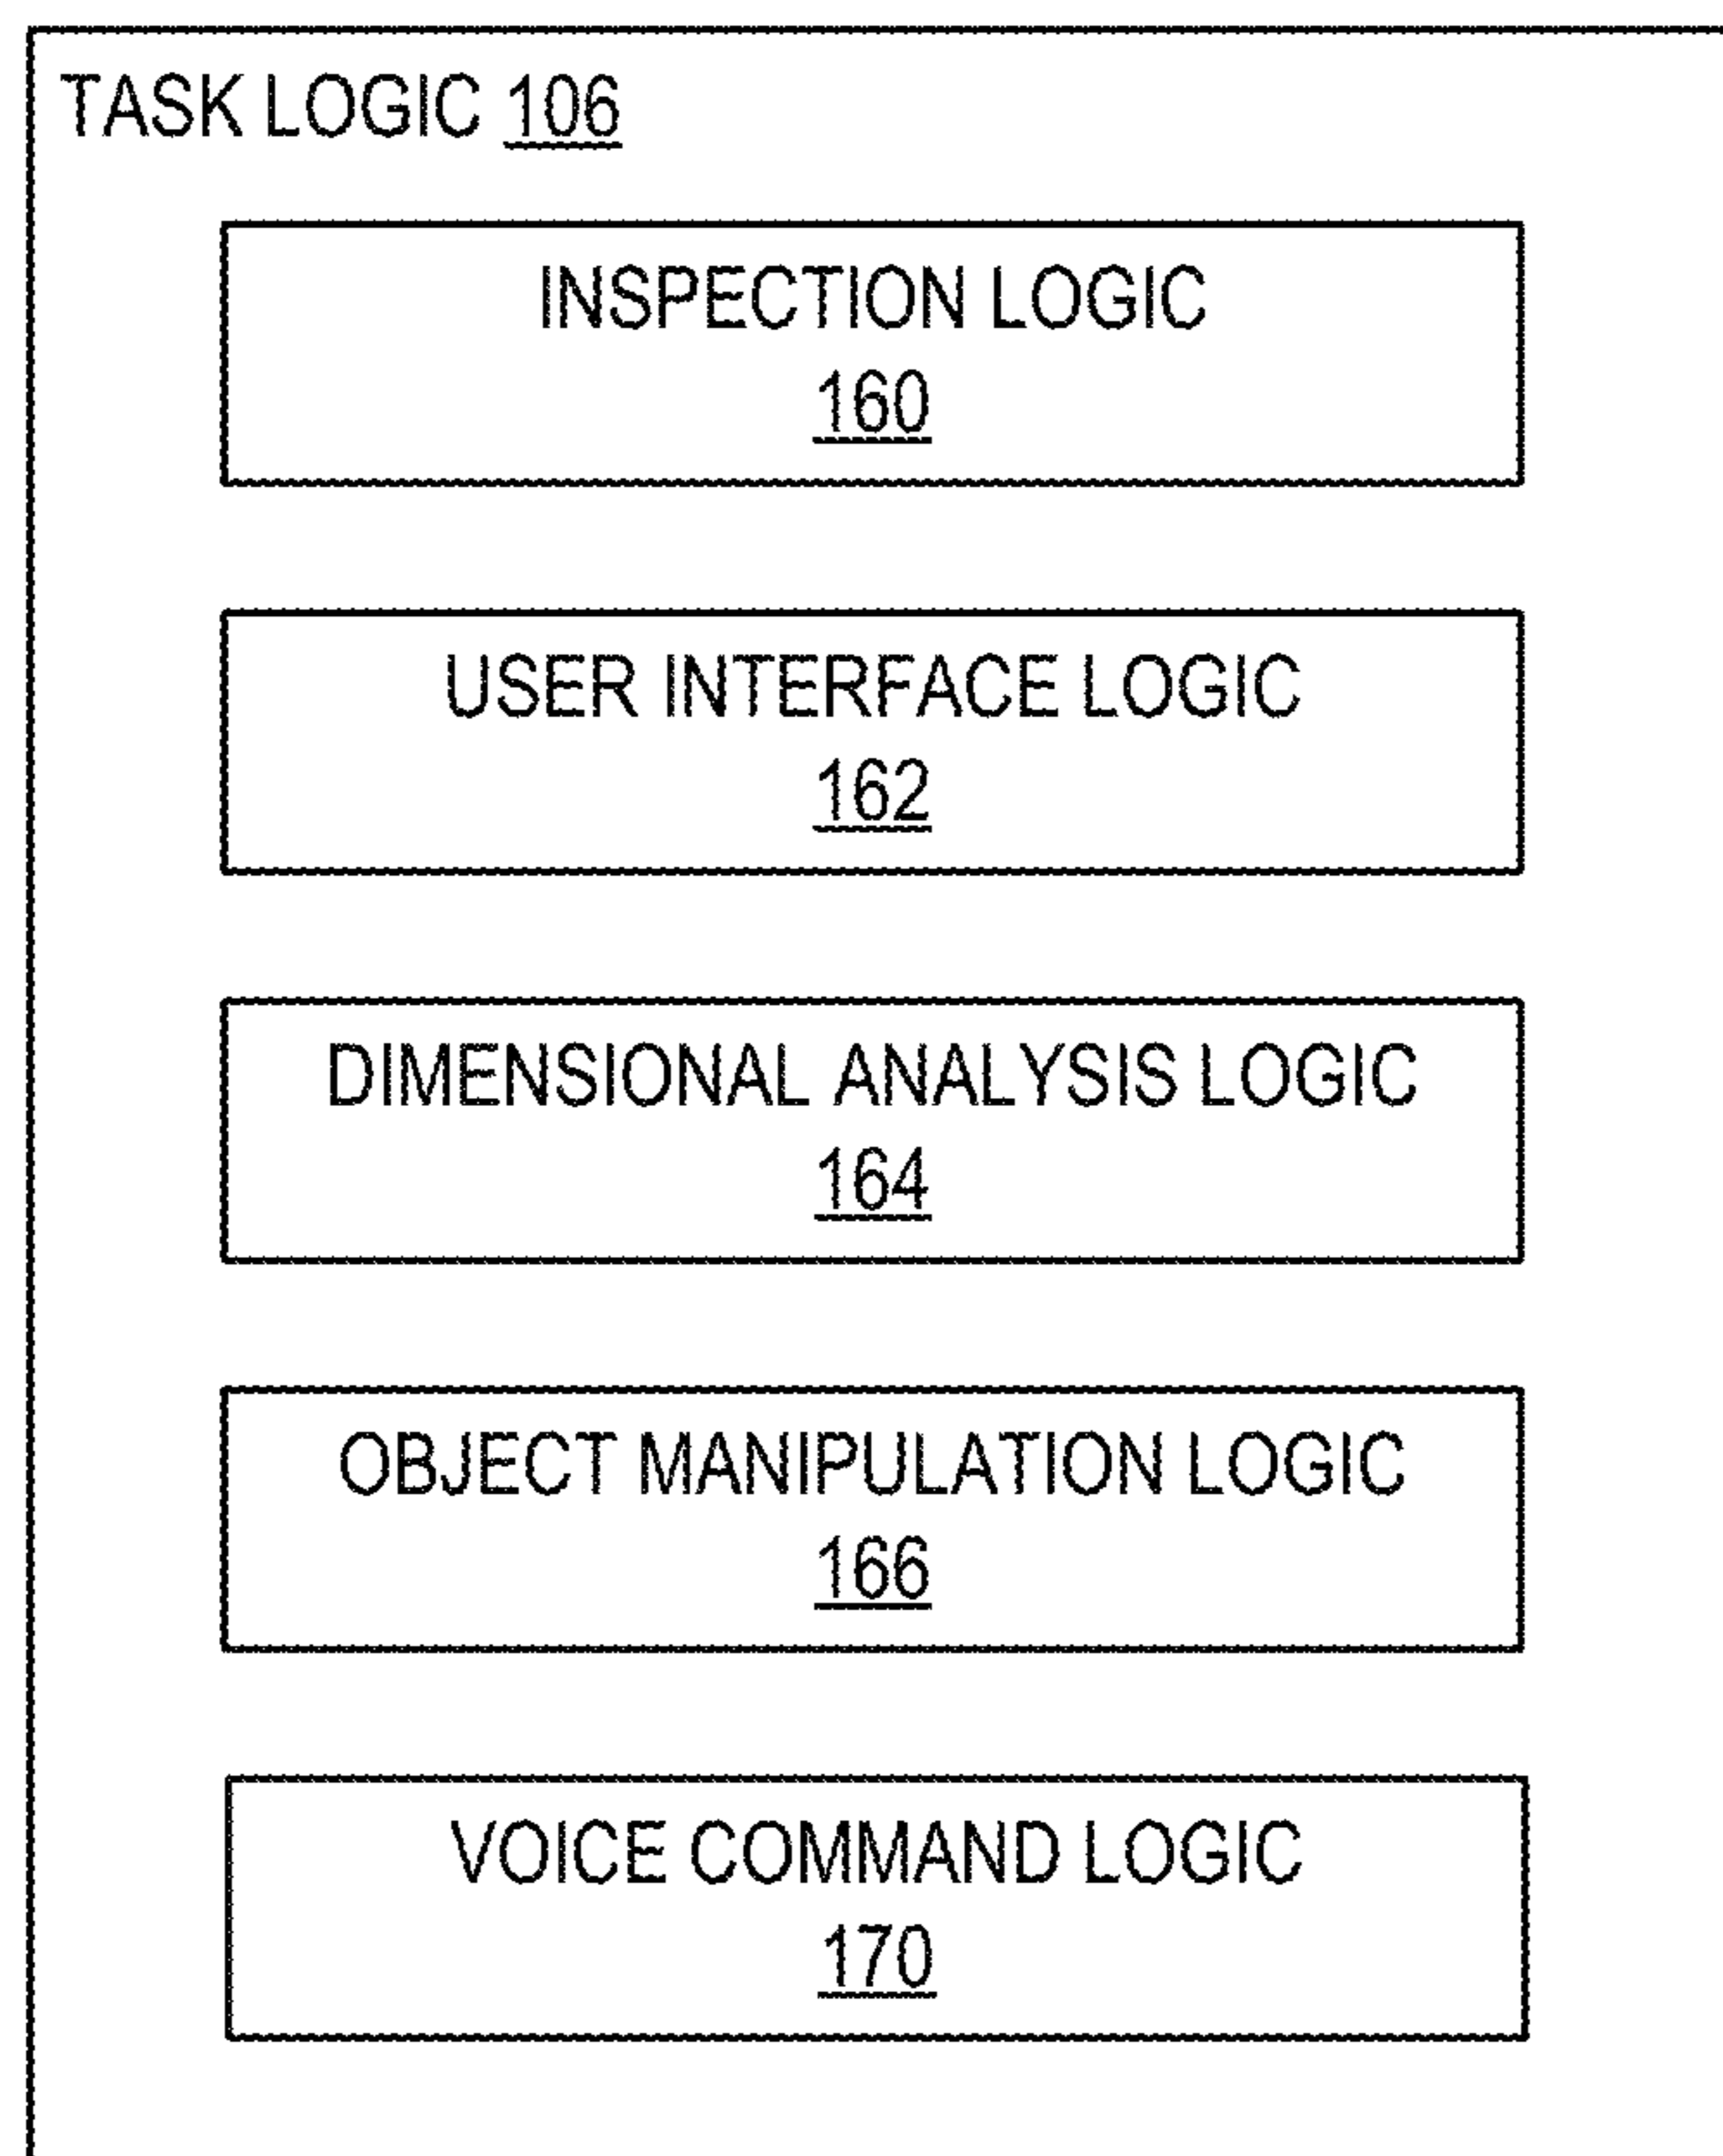 TASK LOGIC 106
INSPECTION LOGIC
160
USER INTERFACE LOGIC
162
DIMENSIONAL ANALYSIS LOGIC
164
OBJECT MANIPULATION LOGIC
166
VOICE COMMAND LOGIC
170